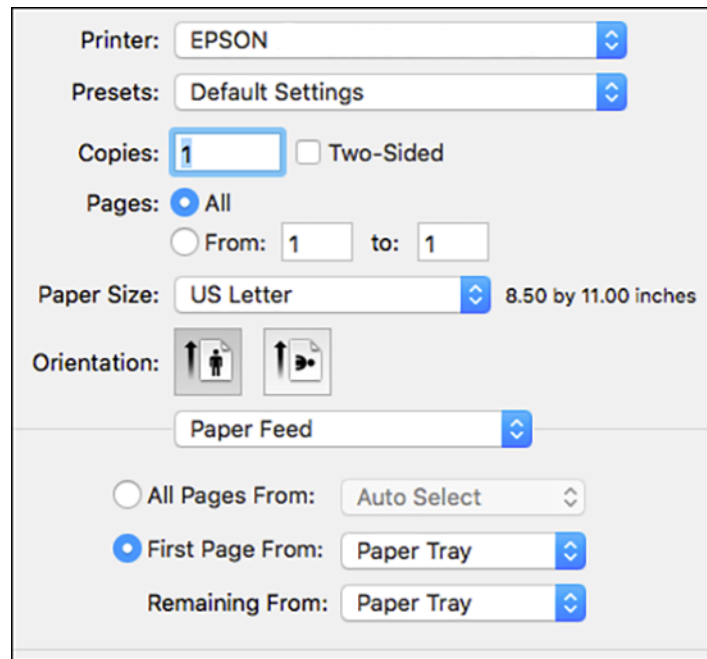 Printer: EPSON
Presets: Default Settings
Copies: 1 Two-Sided
Pages: All
From: 1 to: 1
Paper Size: US Letter 8.50 by 11.00 inches
Orientation:
Paper Feed
All Pages From: Auto Select
First Page From: Paper Tray
Remaining From: Paper Tray